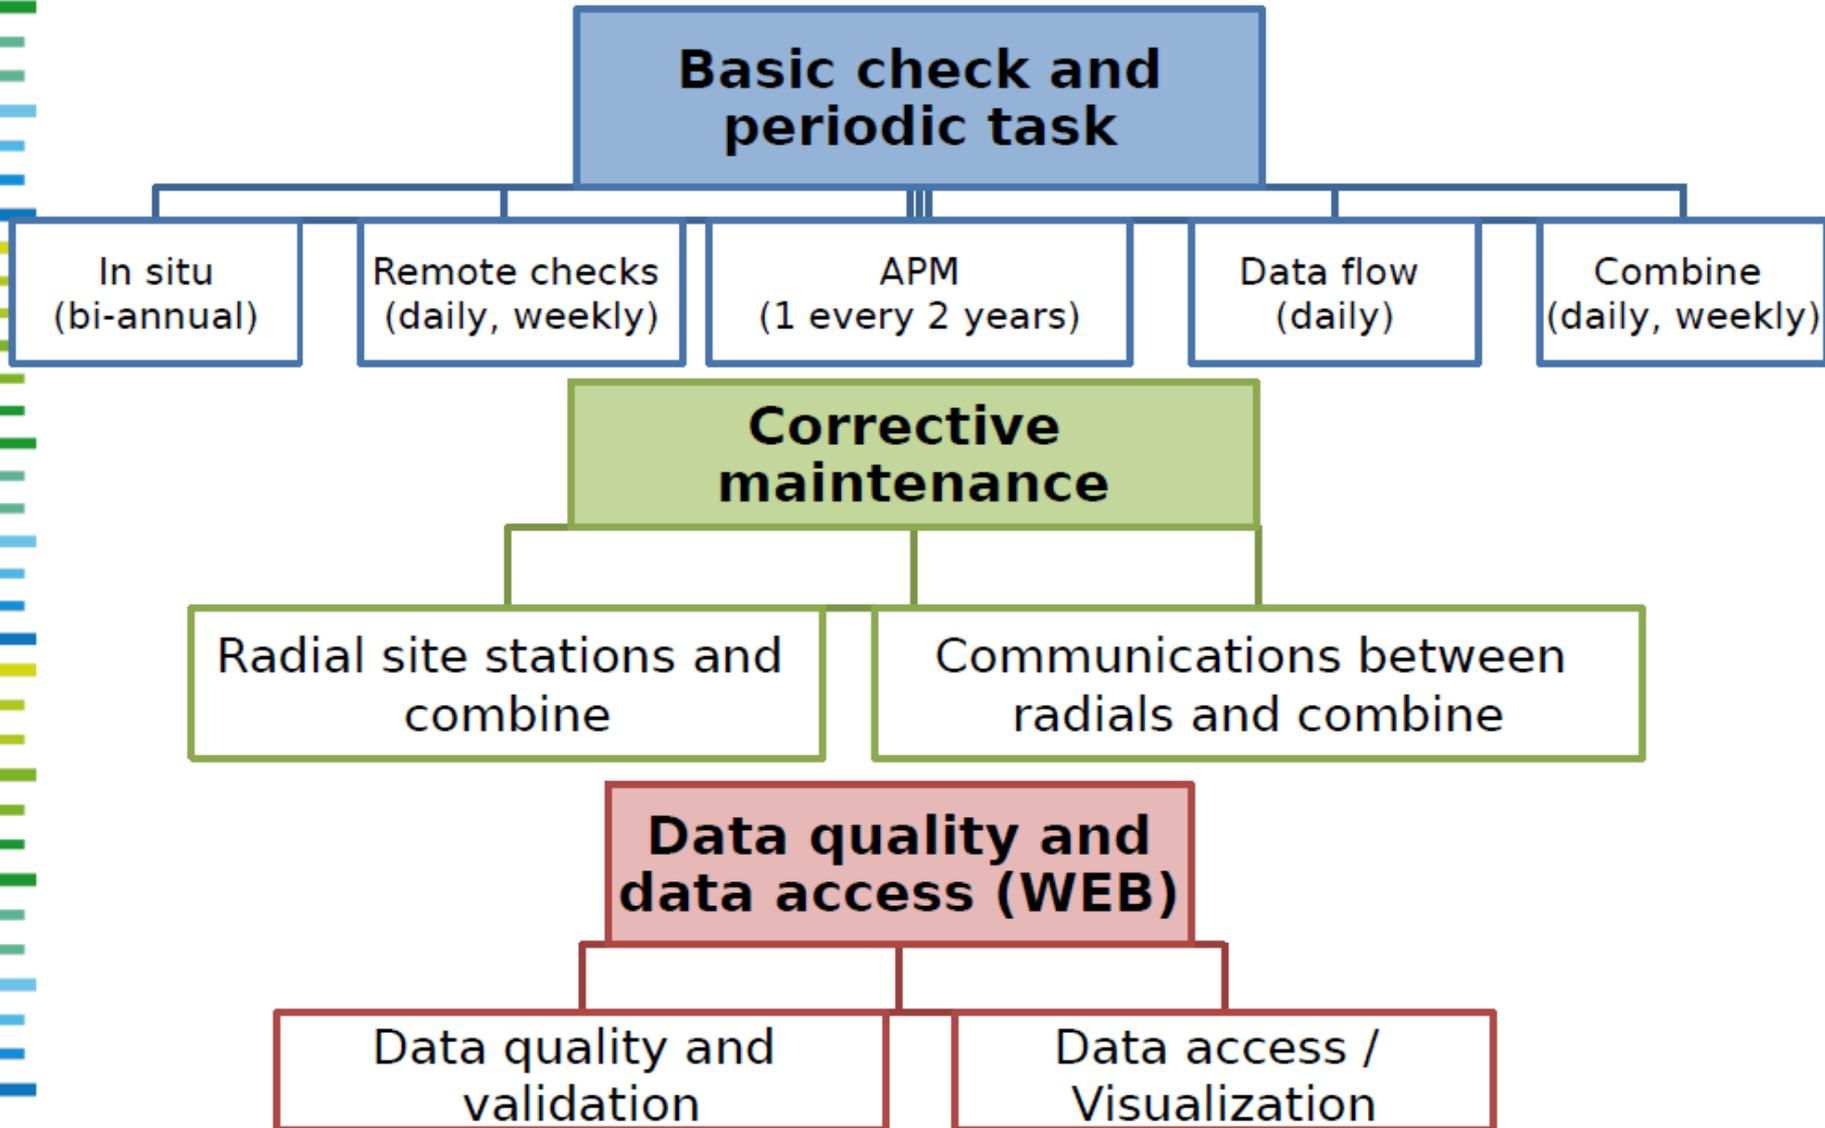 Basic check and
periodic task
In situ
(bi-annual)
Remote checks
(daily, weekly)
APM
(1 every 2 years)
Data flow
(daily)
Combine
(daily, weekly)
Corrective
maintenance
Radial site stations and
combine
Communications between
radials and combine
Data quality and
data access (WEB)
Data quality and
validation
Data access /
Visualization